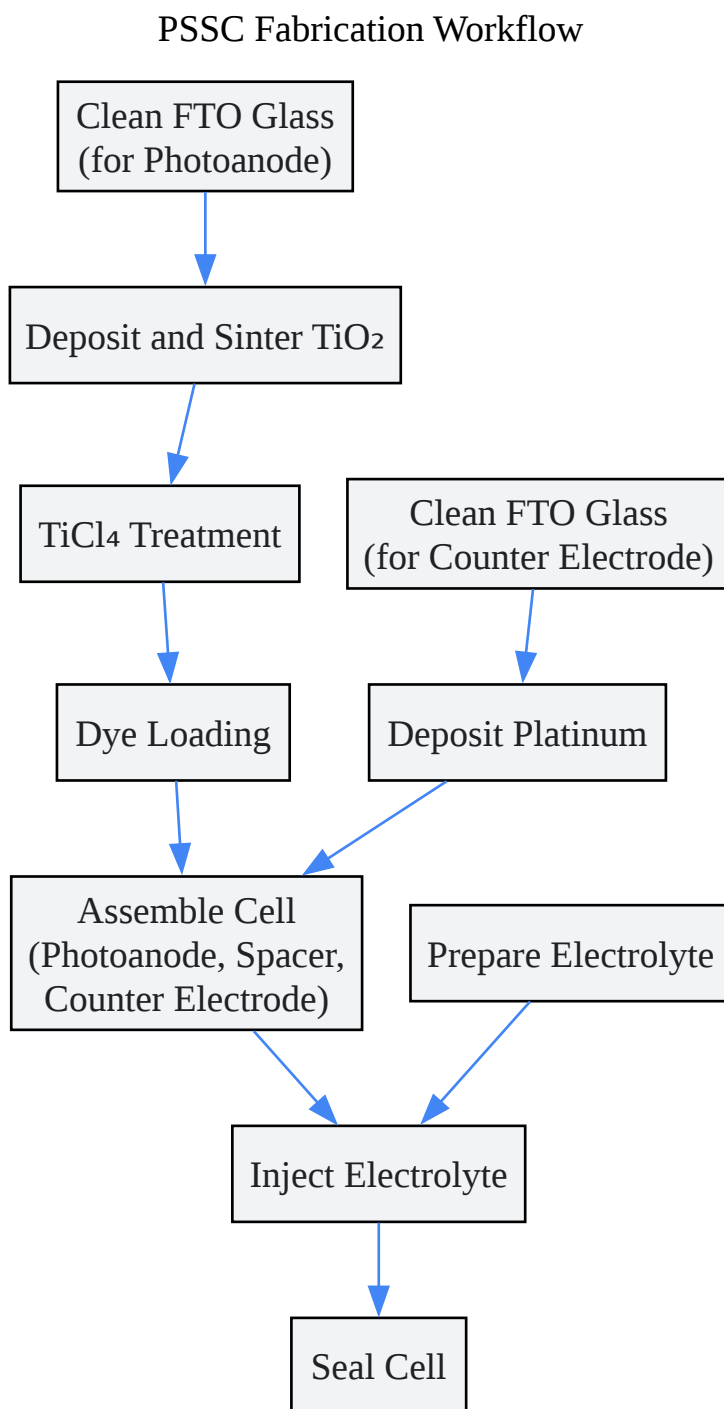 PSSC Fabrication Workflow
Clean FTO Glass
(for Photoanode)
Deposit and Sinter TiO₂
TiCl₄ Treatment
Clean FTO Glass
(for Counter Electrode)
Dye Loading
Deposit Platinum
Assemble Cell
(Photoanode, Spacer,
Counter Electrode)
Prepare Electrolyte
Inject Electrolyte
Seal Cell